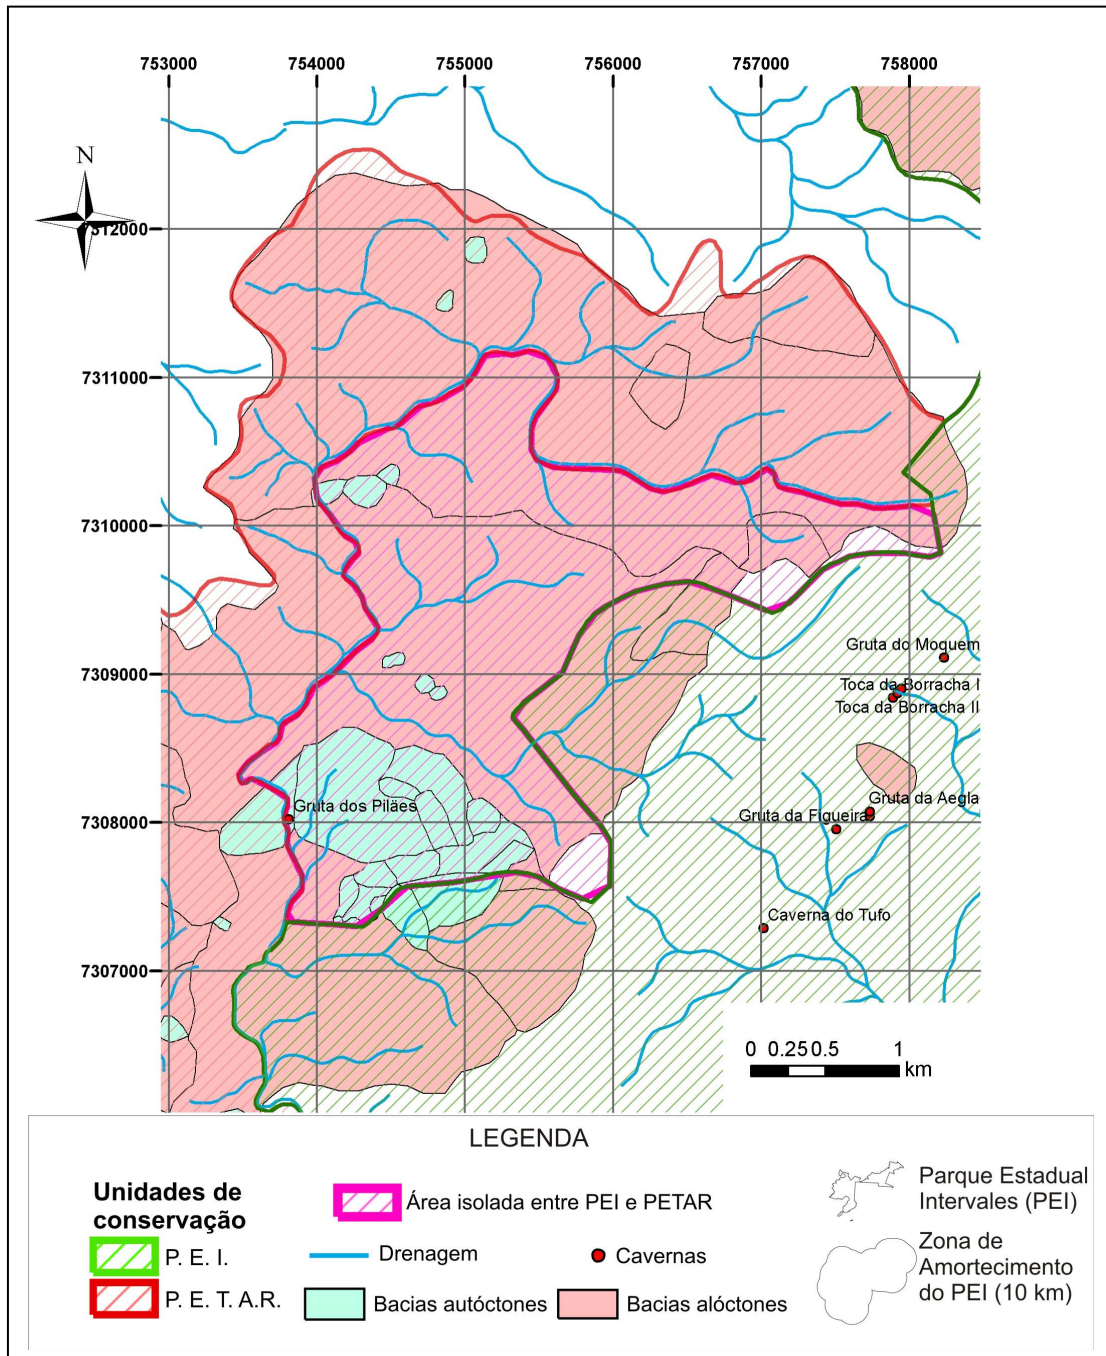 753000 754000 755000 756000 757000 758000
N
7312000
7311000
7310000
7309000
7308000
7307000
Gruta do Moquem
Toca da Borracha I
Toca da Borracha II
Gruta da Aegla
Gruta dos Pilães
Gruta da Figueira
Caverna do Tufo
0 0.25 0.5 1
km
LEGENDA
Unidades de
conservação
P. E. I.
P. E. T. A.R.
Área isolada entre PEI e PETAR
Drenagem
Cavernas
Bacias autóctones
Bacias alóctones
Parque Estadual
Intervales (PEI)
Zona de
Amortecimento
do PEI (10 km)